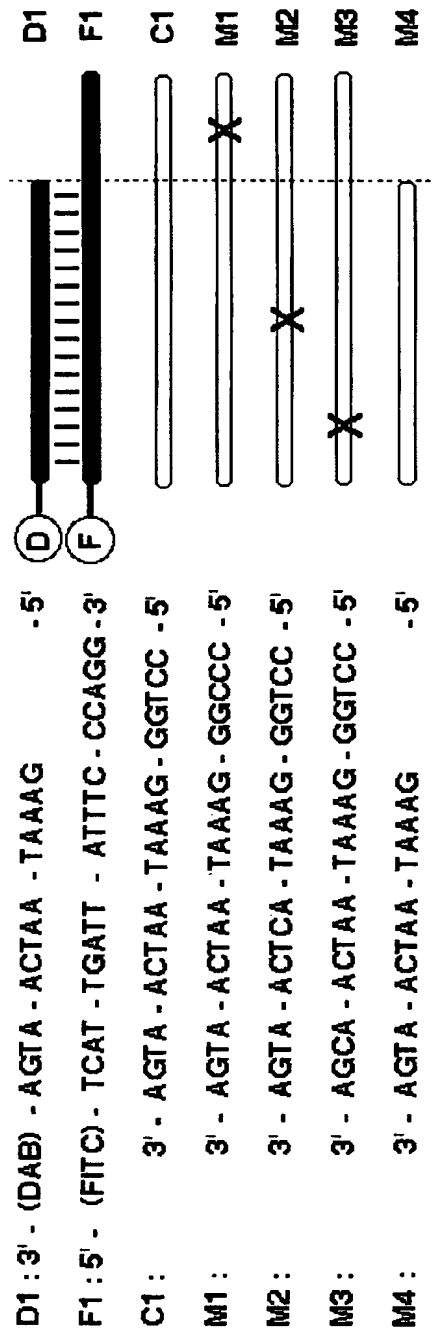 D1 : 3' - (DAB) - AGTA - ACTAA - TAAAG - 5' D D1
F1 : 5' - (FITC) - TCAT - TGATT - ATTTC - CCAGG - 3' F F1
C1 : 3' - AGTA - ACTAA - TAAAG - GGTCC - 5' C1
M1 : 3' - AGTA - ACTAA - TAAAG - GGCCC - 5' M1
M2 : 3' - AGTA - ACTCA - TAAAG - GGTCC - 5' M2
M3 : 3' - AGCA - ACTAA - TAAAG - GGTCC - 5' M3
M4 : 3' - AGTA - ACTAA - TAAAG - 5' M4